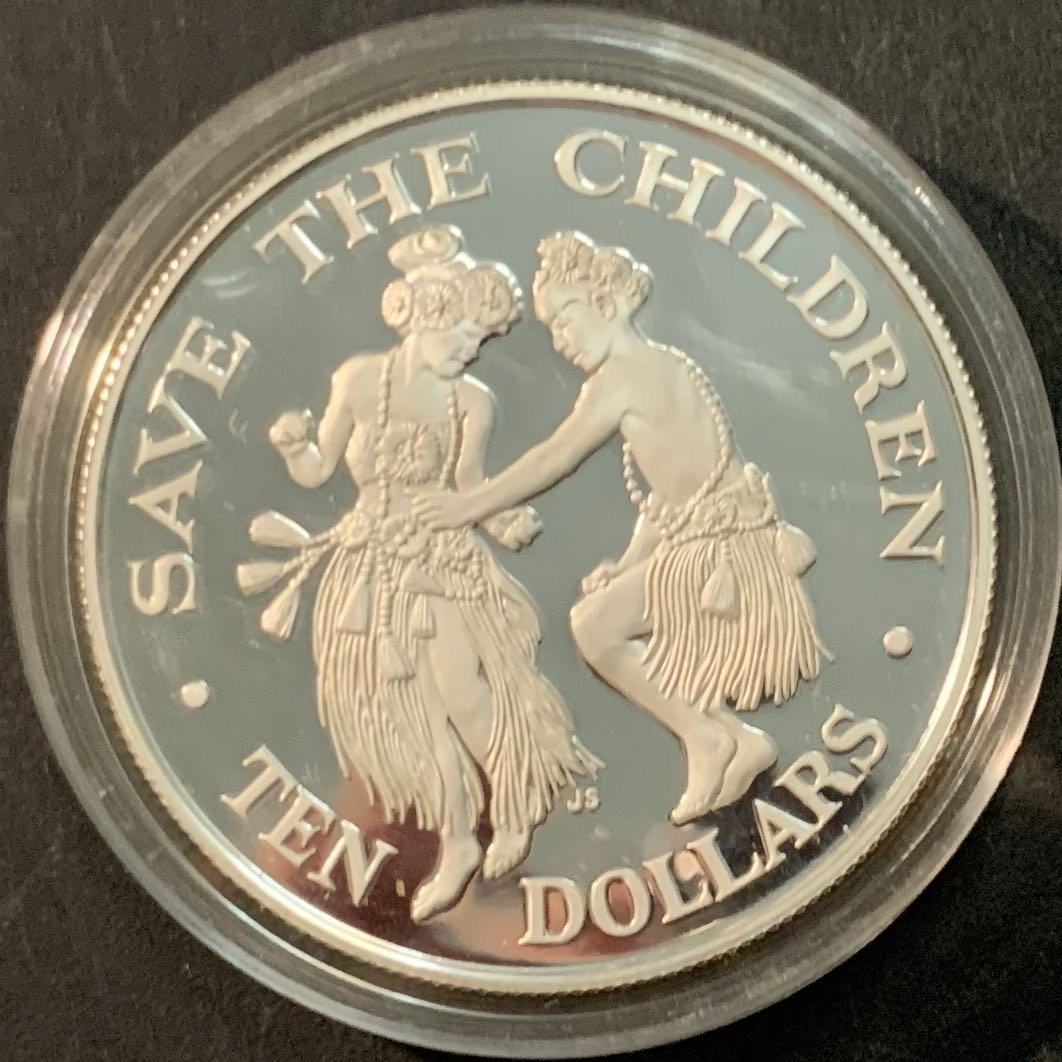 SAVE THE CHILDREN
JS
TEN DOLLARS